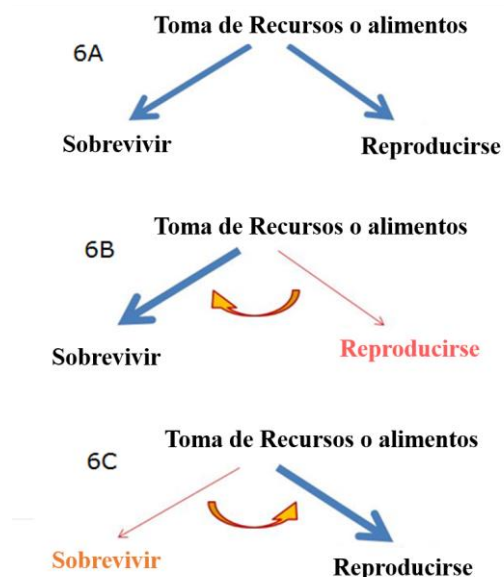 Toma de Recursos o alimentos
6A
Sobrevivir
Reproducirse
Toma de Recursos o alimentos
6B
Sobrevivir
Reproducirse
Toma de Recursos o alimentos
6C
Sobrevivir
Reproducirse